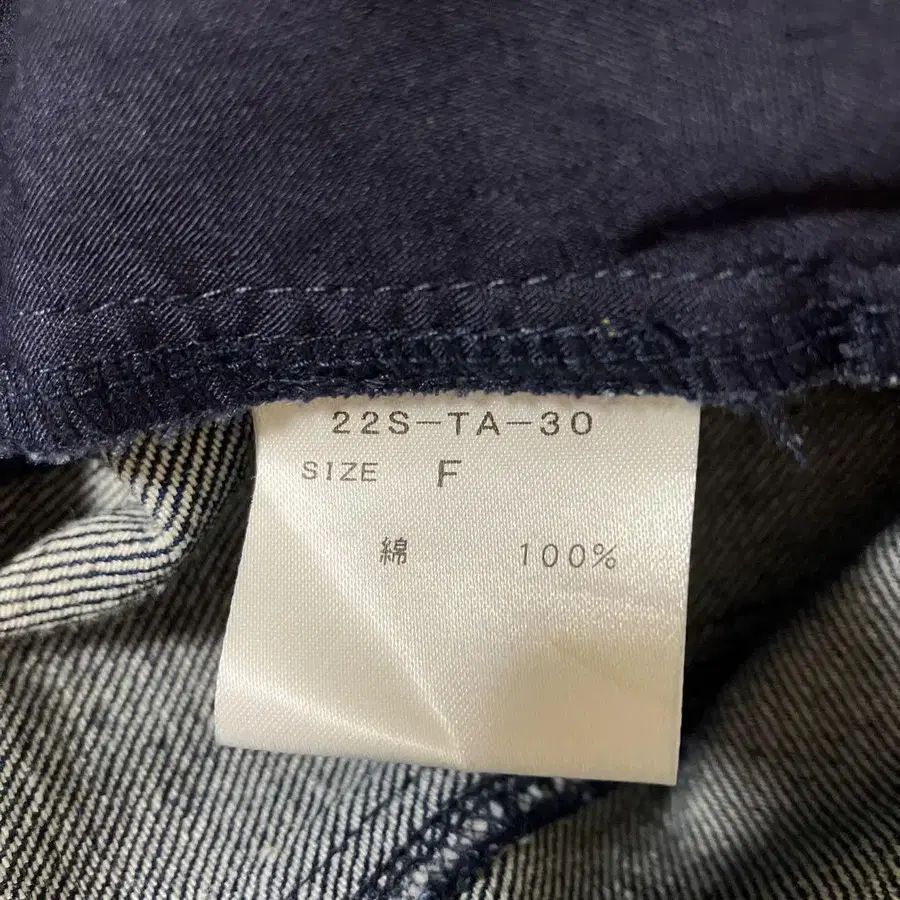 22S-TA-30
SIZE F
綿 100%